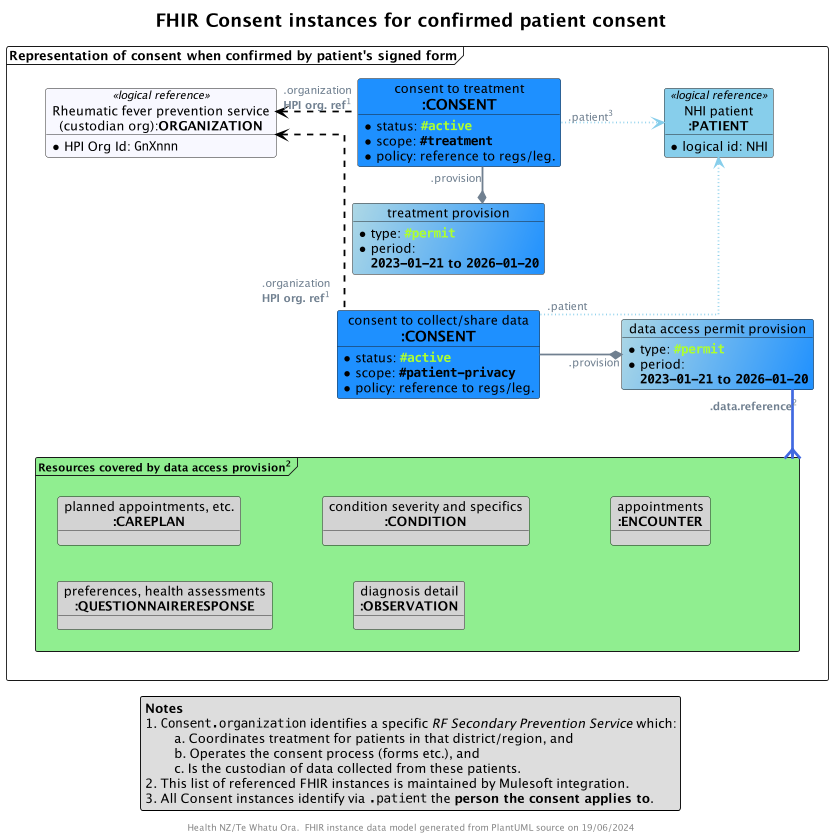 FHIR Consent instances for confirmed patient consent
Representation of consent when confirmed by patient's signed form
«logical reference»
Rheumatic fever prevention service
(custodian org):ORGANIZATION
• HPI Org Id: GnXnnn
.organization
HPI org. ref¹
consent to treatment
:CONSENT
• status: #active
• scope: #treatment
• policy: reference to regs/leg.
.patient³
«logical reference»
NHI patient
:PATIENT
• logical id: NHI
.provision
treatment provision
• type: #permit
• period:
2023-01-21 to 2026-01-20
.organization
HPI org. ref¹
consent to collect/share data
:CONSENT
• status: #active
• scope: #patient-privacy
• policy: reference to regs/leg.
.patient
.provision
data access permit provision
• type: #permit
• period:
2023-01-21 to 2026-01-20
.data.reference²
Resources covered by data access provision²
planned appointments, etc.
:CAREPLAN
condition severity and specifics
:CONDITION
appointments
:ENCOUNTER
preferences, health assessments
:QUESTIONNAIRERESPONSE
diagnosis detail
:OBSERVATION
Notes
1. Consent.organization identifies a specific RF Secondary Prevention Service which:
a. Coordinates treatment for patients in that district/region, and
b. Operates the consent process (forms etc.), and
c. Is the custodian of data collected from these patients.
2. This list of referenced FHIR instances is maintained by Mulesoft integration.
3. All Consent instances identify via .patient the person the consent applies to.
Health NZ/Te Whatu Ora. FHIR instance data model generated from PlantUML source on 19/06/2024